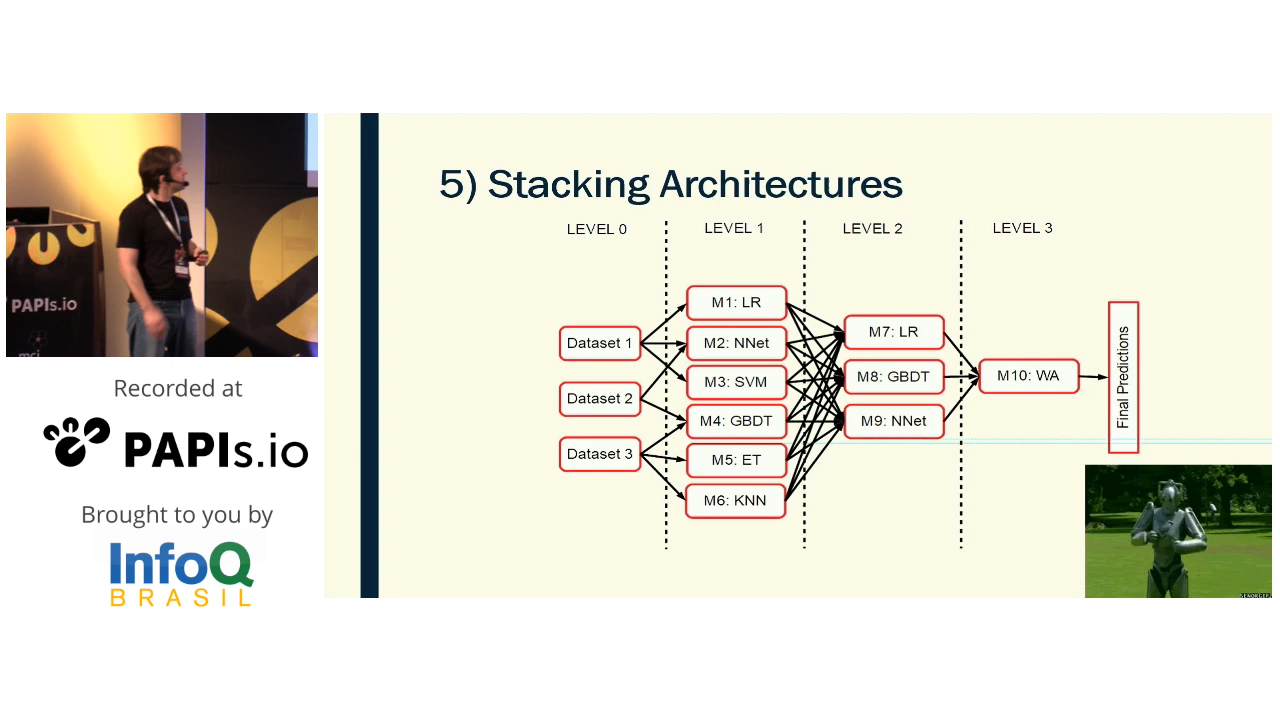 PAPIs.io
mci
Recorded at
PAPIs.io
Brought to you by
InfoQ
BRASIL
5) Stacking Architectures
LEVEL 0
LEVEL 1
LEVEL 2
LEVEL 3
Dataset 1
Dataset 2
Dataset 3
M1: LR
M2: NNet
M3: SVM
M4: GBDT
M5: ET
M6: KNN
M7: LR
M8: GBDT
M9: NNet
M10: WA
Final Predictions